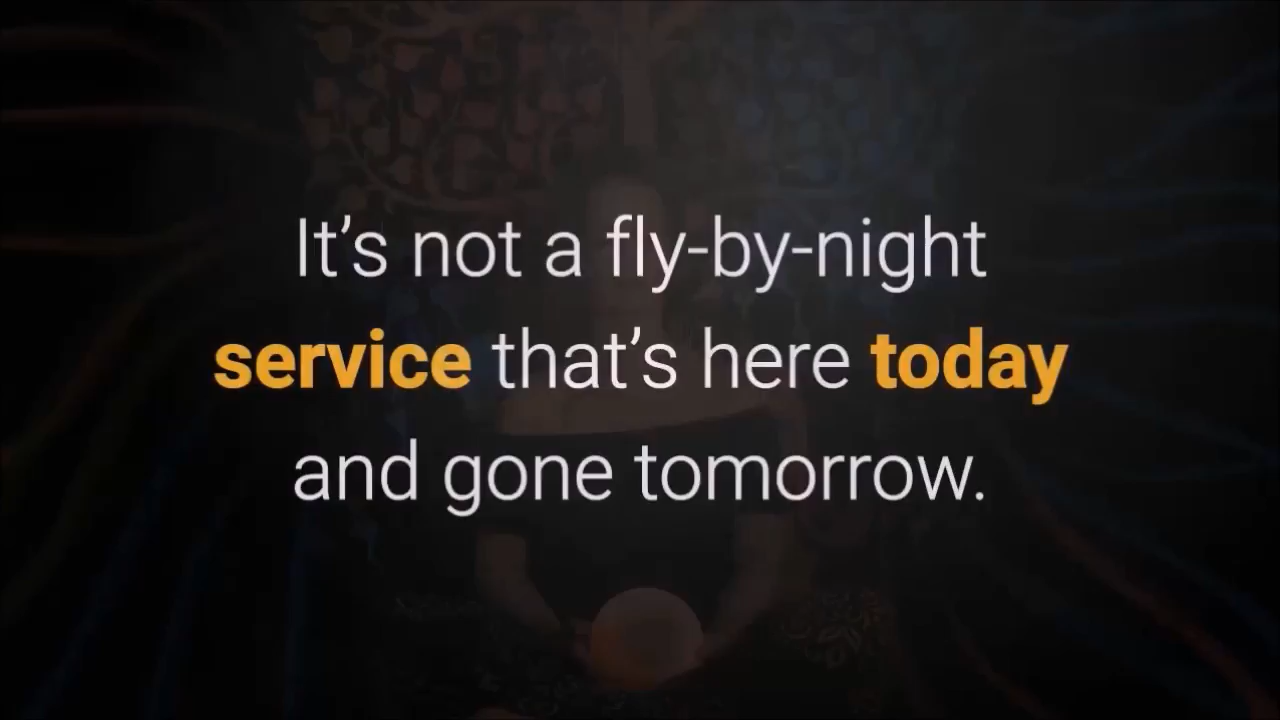 It’s not a fly-by-night
service that’s here today
and gone tomorrow.